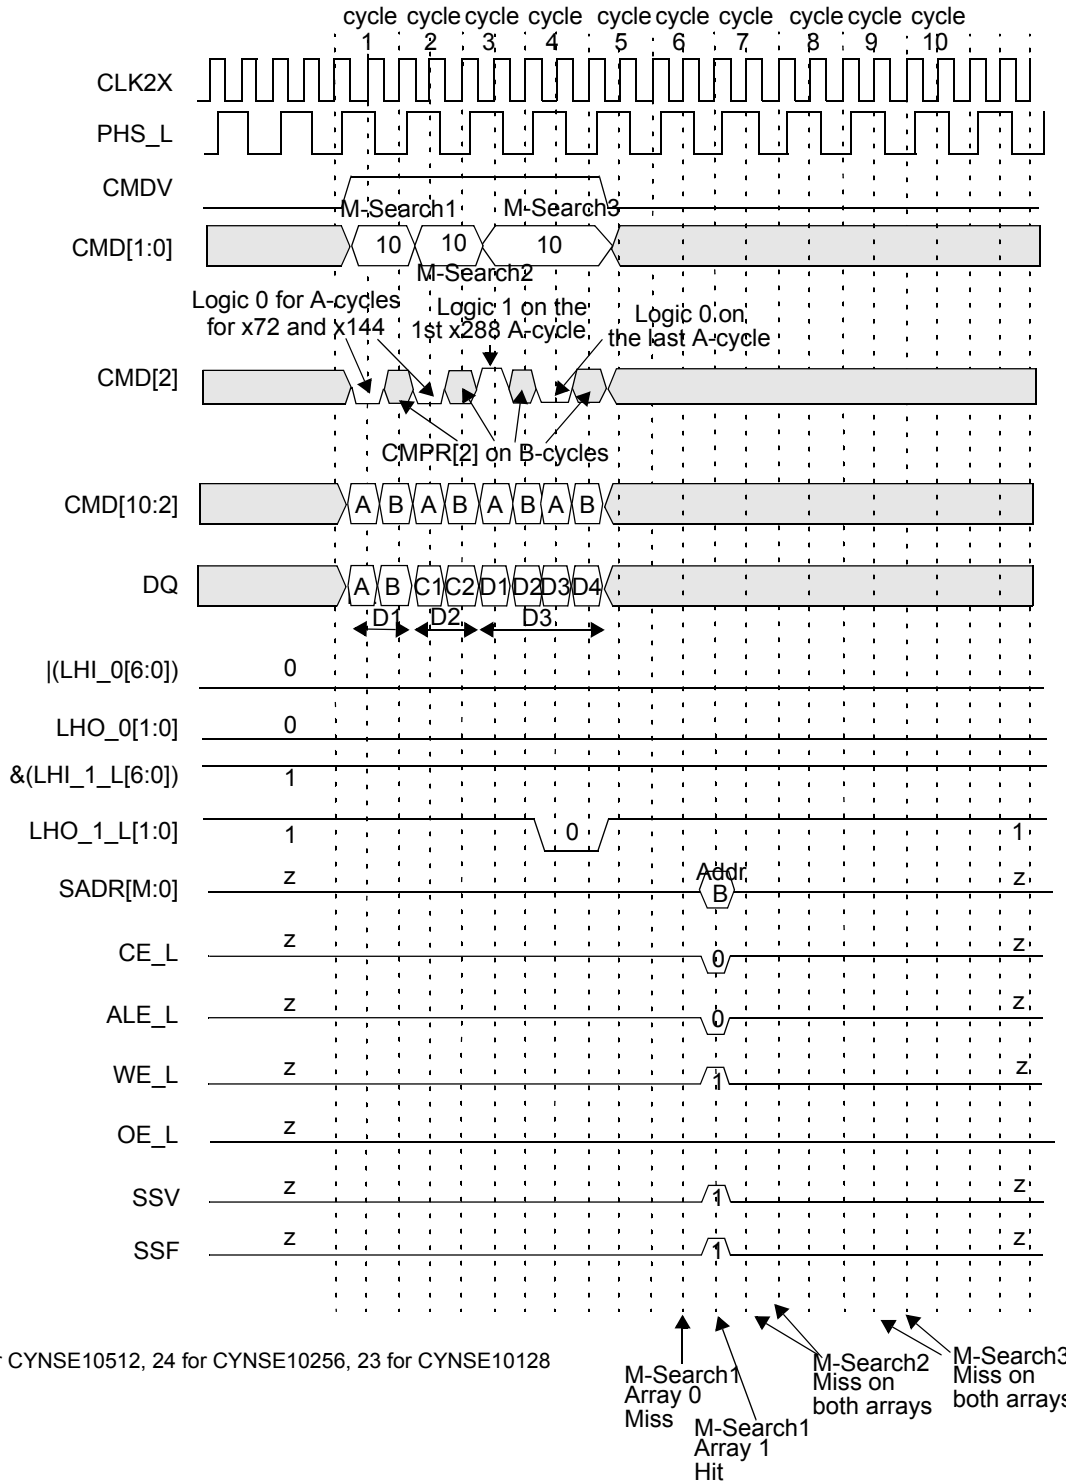 cycle cycle cycle cycle cycle cycle cycle cycle cycle cycle
1 2 3 4 5 6 7 8 9 10
CLK2X
PHS_L
CMDV
M-Search1 M-Search3
CMD[1:0] 10 10 10
M-Search2
Logic 0 for A-cycles
for x72 and x144
Logic 1 on the
1st x288 A-cycle
Logic 0 on
the last A-cycle
CMD[2]
CMPR[2] on B-cycles
CMD[10:2] A B A B A B A B
DQ A B C1 C2 D1 D2 D3 D4
D1 D2 D3
|(LHI_0[6:0]) 0
LHO_0[1:0] 0
&(LHI_1_L[6:0]) 1
LHO_1_L[1:0] 1 0 1
Addr
SADR[M:0] z B z
CE_L z 0 z
ALE_L z 0 z
WE_L z 1 z
OE_L z
SSV z 1 z
SSF z 1 z
CYNSE10512, 24 for CYNSE10256, 23 for CYNSE10128
M-Search1
Array 0
Miss
M-Search1
Array 1
Hit
M-Search2
Miss on
both arrays
M-Search3
Miss on
both arrays